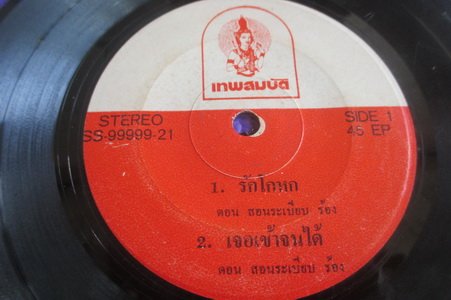 เทพสมบัติ
STEREO
SS-99999-21
SIDE 1
45 EP
1. รักโกหก
ดอน สอนระเบียบ ร้อง
2. เจอเข้าจนได้
ดอน สอนระเบียบ ร้อง